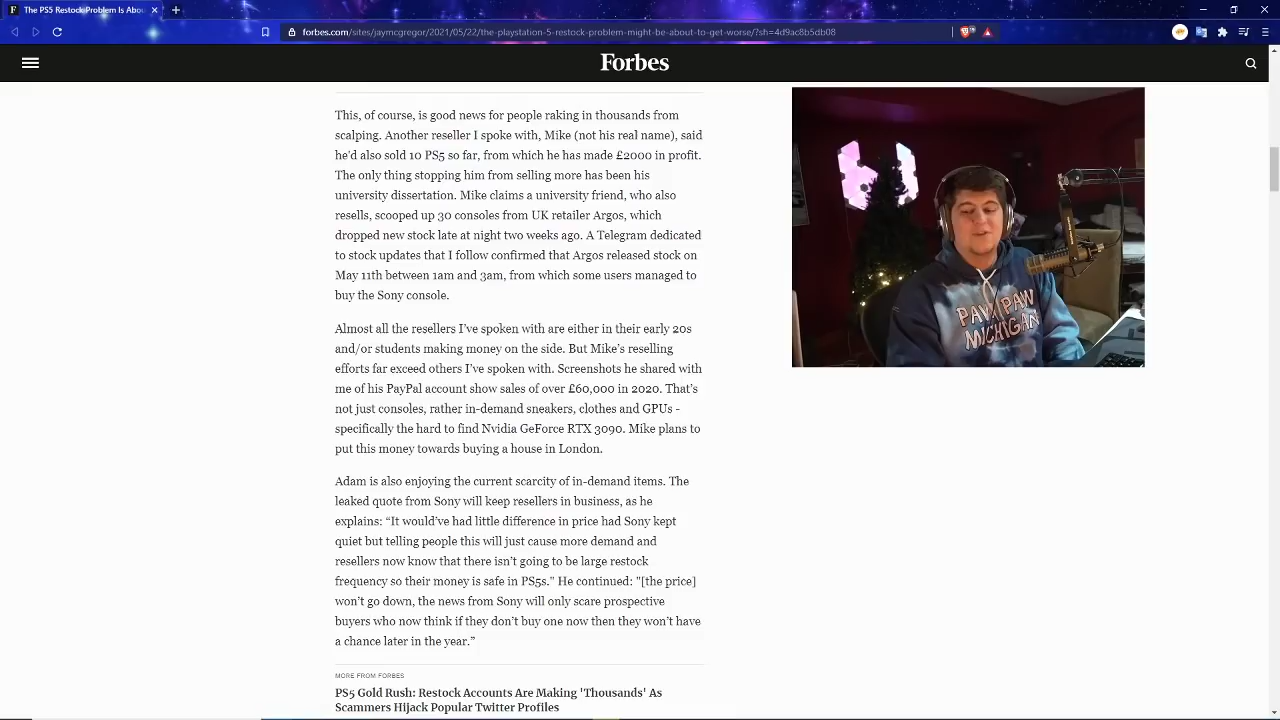 The PS5 Restock Problem Is Abou
forbes.com/sites/jaymcgregor/2021/05/22/the-playstation-5-restock-problem-might-be-about-to-get-worse/?sh=4d9ac8b5db08
Forbes
This, of course, is good news for people raking in thousands from
scalping. Another reseller I spoke with, Mike (not his real name), said
he'd also sold 10 PS5 so far, from which he has made £2000 in profit.
The only thing stopping him from selling more has been his
university dissertation. Mike claims a university friend, who also
resells, scooped up 30 consoles from UK retailer Argos, which
dropped new stock late at night two weeks ago. A Telegram dedicated
to stock updates that I follow confirmed that Argos released stock on
May 11th between 1am and 3am, from which some users managed to
buy the Sony console.
Almost all the resellers I've spoken with are either in their early 20s
and/or students making money on the side. But Mike's reselling
efforts far exceed others I've spoken with. Screenshots he shared with
me of his PayPal account show sales of over £60,000 in 2020. That's
not just consoles, rather in-demand sneakers, clothes and GPUs -
specifically the hard to find Nvidia GeForce RTX 3090. Mike plans to
put this money towards buying a house in London.
Adam is also enjoying the current scarcity of in-demand items. The
leaked quote from Sony will keep resellers in business, as he
explains: “It would've had little difference in price had Sony kept
quiet but telling people this will just cause more demand and
resellers now know that there isn't going to be large restock
frequency so their money is safe in PS5s." He continued: "[the price]
won't go down, the news from Sony will only scare prospective
buyers who now think if they don't buy one now then they won't have
a chance later in the year.”
MORE FROM FORBES
PS5 Gold Rush: Restock Accounts Are Making 'Thousands' As
Scammers Hijack Popular Twitter Profiles
PAW PAW
MICHIGAN